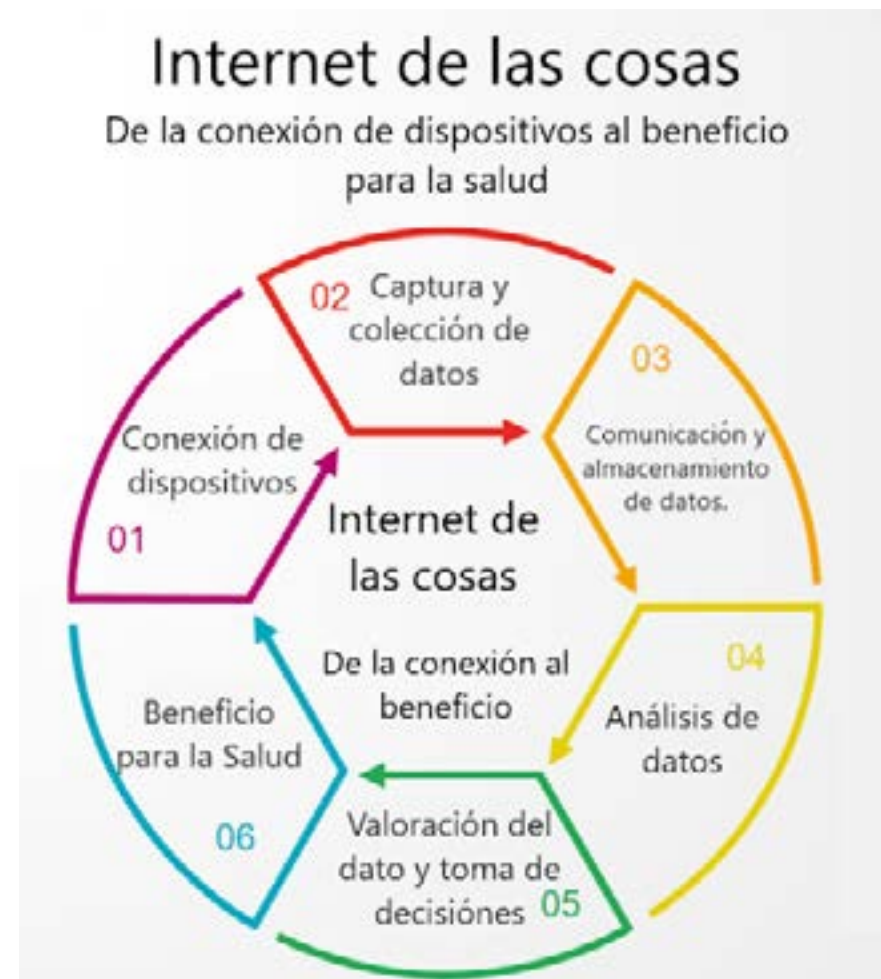 Internet de las cosas
De la conexión de dispositivos al beneficio
para la salud
01
Conexión de
dispositivos
02
Captura y
colección de
datos
03
Comunicación y
almacenamiento
de datos.
04
Análisis de
datos
05
Valoración del
dato y toma de
decisiónes
06
Beneficio
para la Salud
Internet de
las cosas
De la conexión al
beneficio